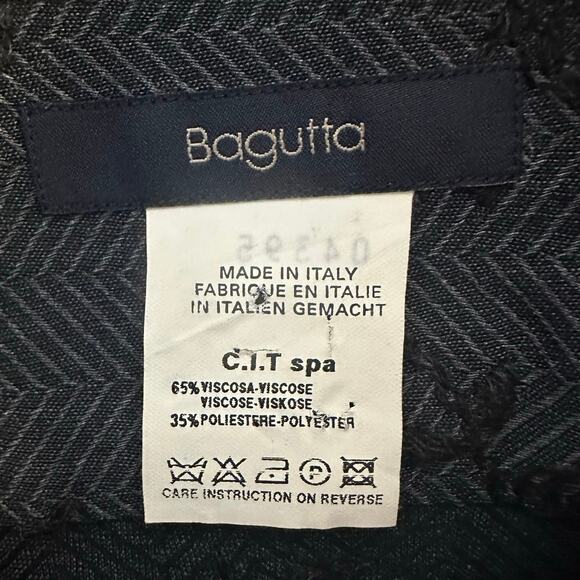 Bagutta
04395
MADE IN ITALY
FABRIQUE EN ITALIE
IN ITALIEN GEMACHT
C.I.T spa
65% VISCOSA-VISCOSE
VISCOSE-VISKOSE
35% POLIESTERE-POLYESTER
P
CARE INSTRUCTION ON REVERSE